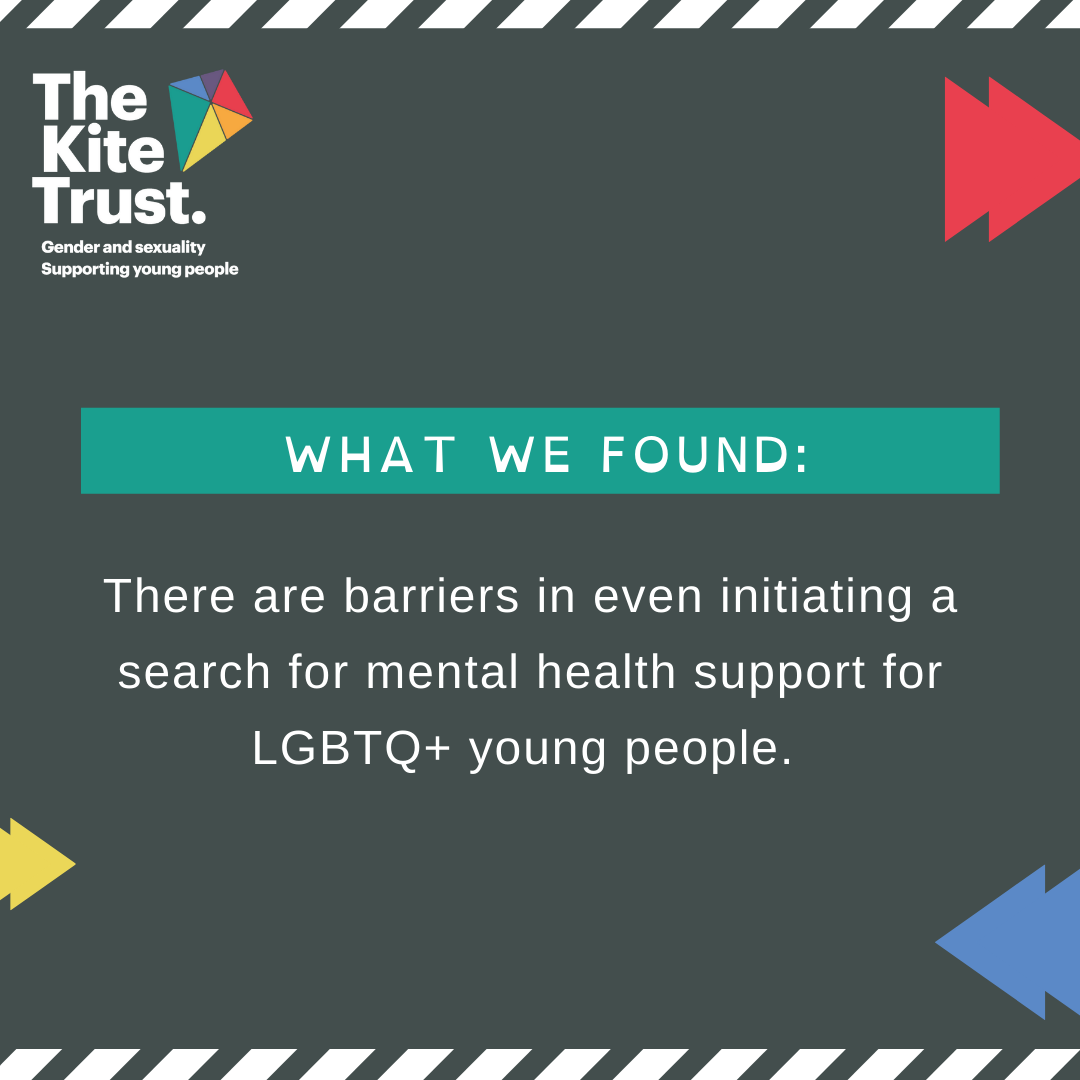 The
Kite
Trust.
Gender and sexuality
Supporting young people
WHAT WE FOUND:
There are barriers in even initiating a
search for mental health support for
LGBTQ+ young people.